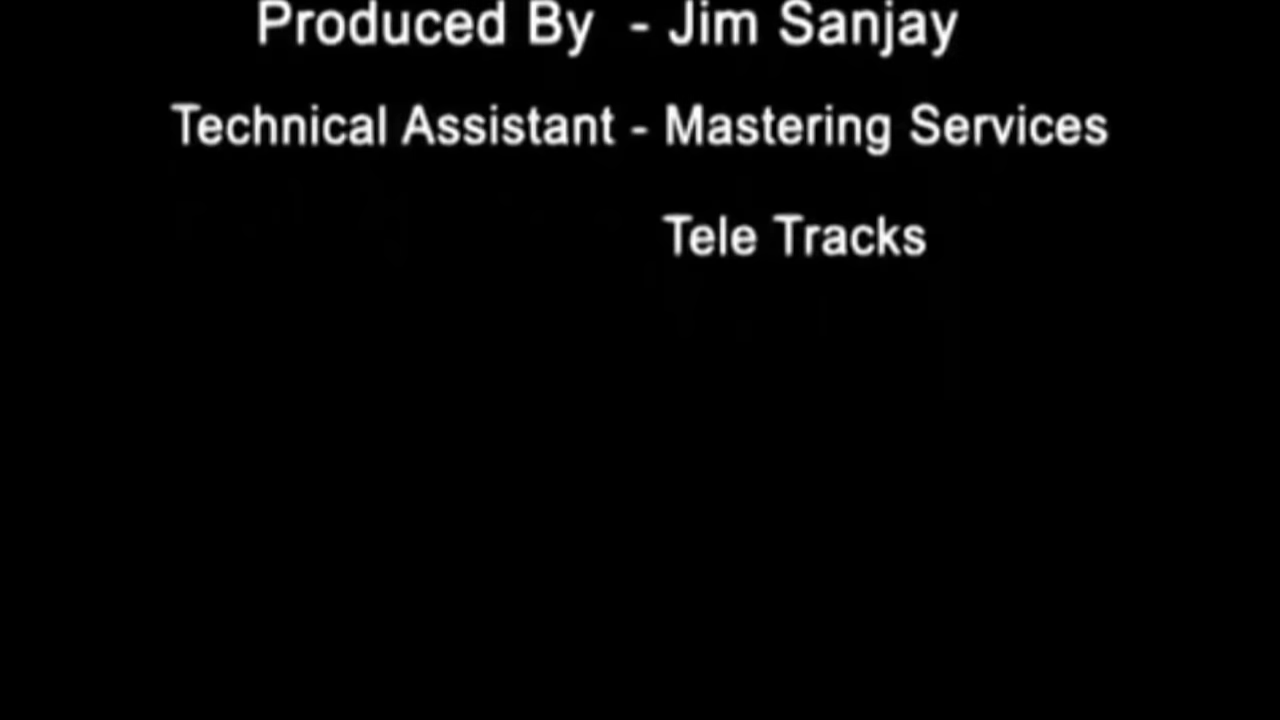 Produced By - Jim Sanjay
Technical Assistant - Mastering Services
Tele Tracks